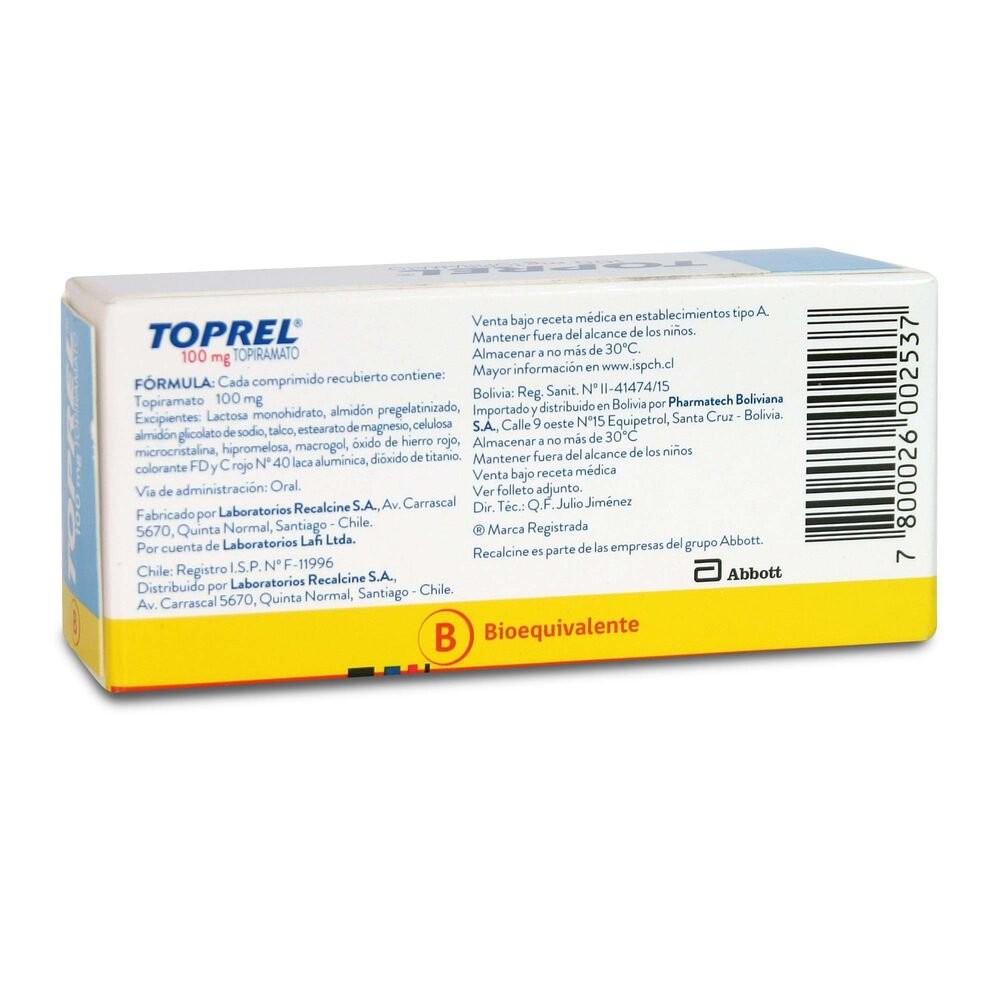 TOPREL
TOPREL®
100 mg TOPIRAMATO
FÓRMULA: Cada comprimido recubierto contiene:
Topiramato 100 mg
Excipientes: Lactosa monohidrato, almidón pregelatinizado,
almidón glicolato de sodio, talco, estearato de magnesio, celulosa
microcristalina, hipromelosa, macrogol, óxido de hierro rojo,
colorante FD y C rojo N° 40 laca alumínica, dióxido de titanio.
Vía de administración: Oral.
Fabricado por Laboratorios Recalcine S.A., Av. Carrascal
5670, Quinta Normal, Santiago - Chile.
Por cuenta de Laboratorios Lafi Ltda.
Chile: Registro I.S.P. N° F-11996
Distribuido por Laboratorios Recalcine S.A.,
Av. Carrascal 5670, Quinta Normal, Santiago - Chile.
Venta bajo receta médica en establecimientos tipo A.
Mantener fuera del alcance de los niños.
Almacenar a no más de 30°C.
Mayor información en www.ispch.cl
Bolivia: Reg. Sanit. N° II-41474/15
Importado y distribuido en Bolivia por Pharmatech Boliviana
S.A., Calle 9 oeste N°15 Equipetrol, Santa Cruz - Bolivia.
Almacenar a no más de 30°C
Mantener fuera del alcance de los niños
Venta bajo receta médica
Ver folleto adjunto.
Dir. Téc.: Q.F. Julio Jiménez
® Marca Registrada
Recalcine es parte de las empresas del grupo Abbott.
Abbott
7 800026 002537
B Bioequivalente
TOPREL
100 mg TOPIRAMATO
B